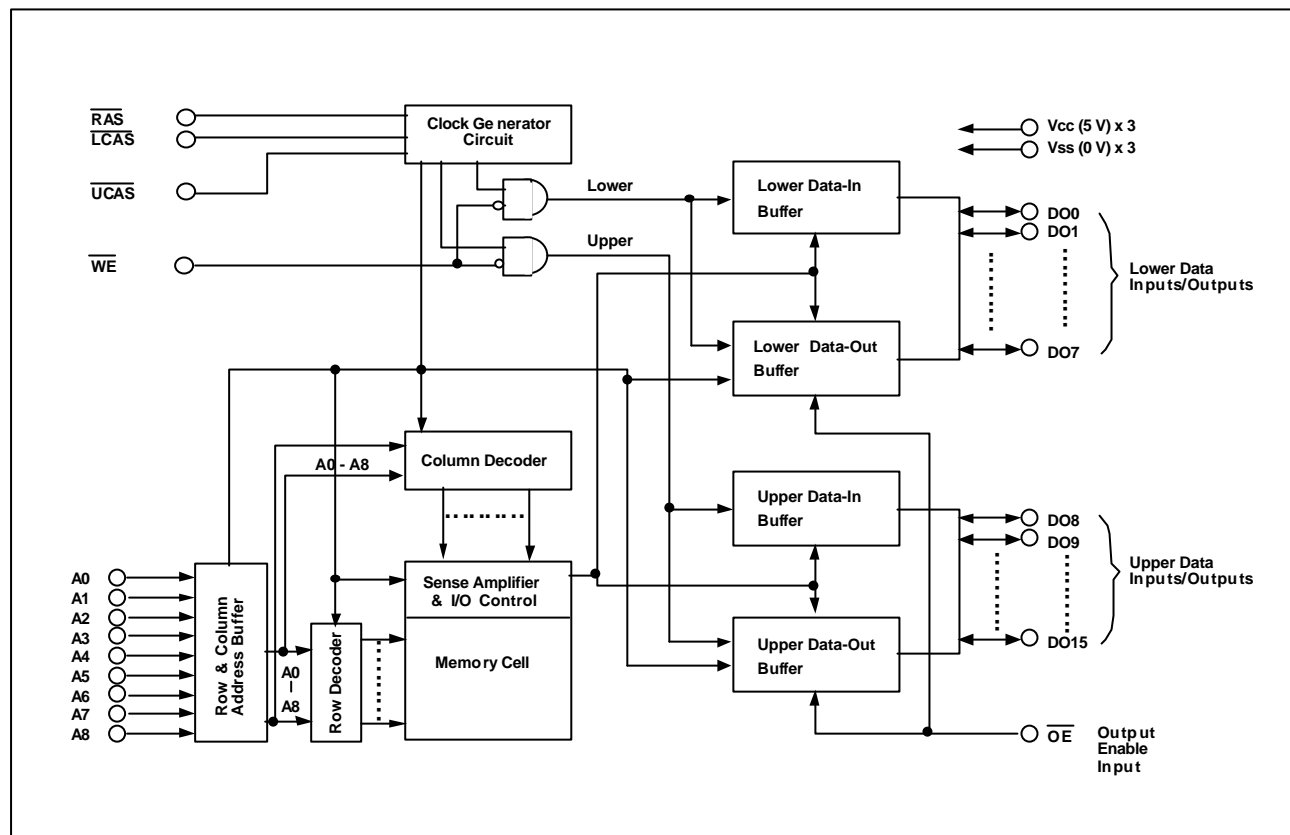 RAS
LCAS
UCAS
WE
Clock Generator
Circuit
Lower
Upper
Vcc (5 V) x 3
Vss (0 V) x 3
Lower Data-In
Buffer
Lower Data-Out
Buffer
DO0
DO1
DO7
Lower Data
Inputs/Outputs
Column Decoder
A0 - A8
Upper Data-In
Buffer
Upper Data-Out
Buffer
DO8
DO9
DO15
Upper Data
Inputs/Outputs
A0
A1
A2
A3
A4
A5
A6
A7
A8
Row & Column
Address Buffer
A0
–
A8
Row Decoder
Sense Amplifier
& I/O Control
Memory Cell
OE
Output
Enable
Input